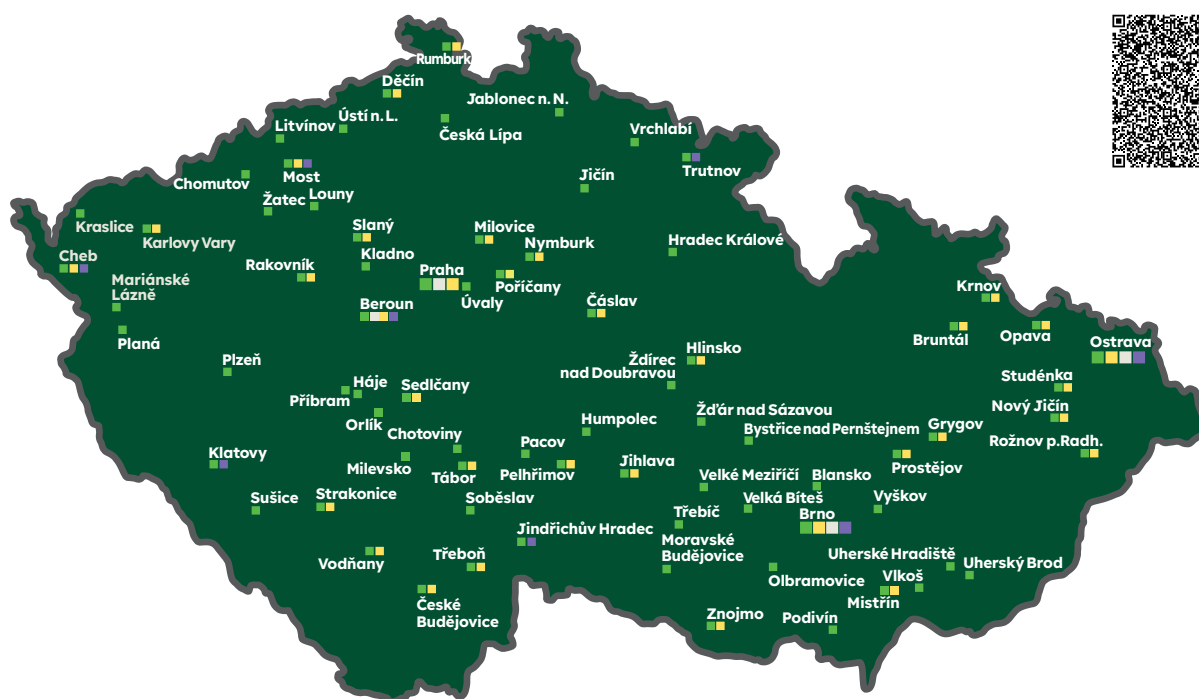 Rumburk
Děčín
Jablonec n. N.
Ústí n. L.
Litvínov
Česká Lípa
Vrchlabí
Most
Trutnov
Chomutov
Jičín
Žatec
Louny
Kraslice
Karlovy Vary
Slaný
Milovice
Nymburk
Hradec Králové
Cheb
Kladno
Rakovník
Praha
Poříčany
Mariánské
Lázně
Úvaly
Krnov
Beroun
Čáslav
Planá
Bruntál
Opava
Ostrava
Hlinsko
Plzeň
Ždírec
nad Doubravou
Studénka
Háje
Sedlčany
Příbram
Nový Jičín
Orlík
Humpolec
Žďár nad Sázavou
Grygov
Chotoviny
Bystřice nad Pernštejnem
Rožnov p.Radh.
Klatovy
Pacov
Milevsko
Jihlava
Prostějov
Tábor
Pelhřimov
Velké Meziříčí
Blansko
Sušice
Strakonice
Soběslav
Velká Bíteš
Vyškov
Třebíč
Brno
Jindřichův Hradec
Moravské
Budějovice
Vodňany
Třeboň
Uherské Hradiště
Uherský Brod
Olbramovice
Vlkoš
České
Budějovice
Mistřín
Znojmo
Podivín